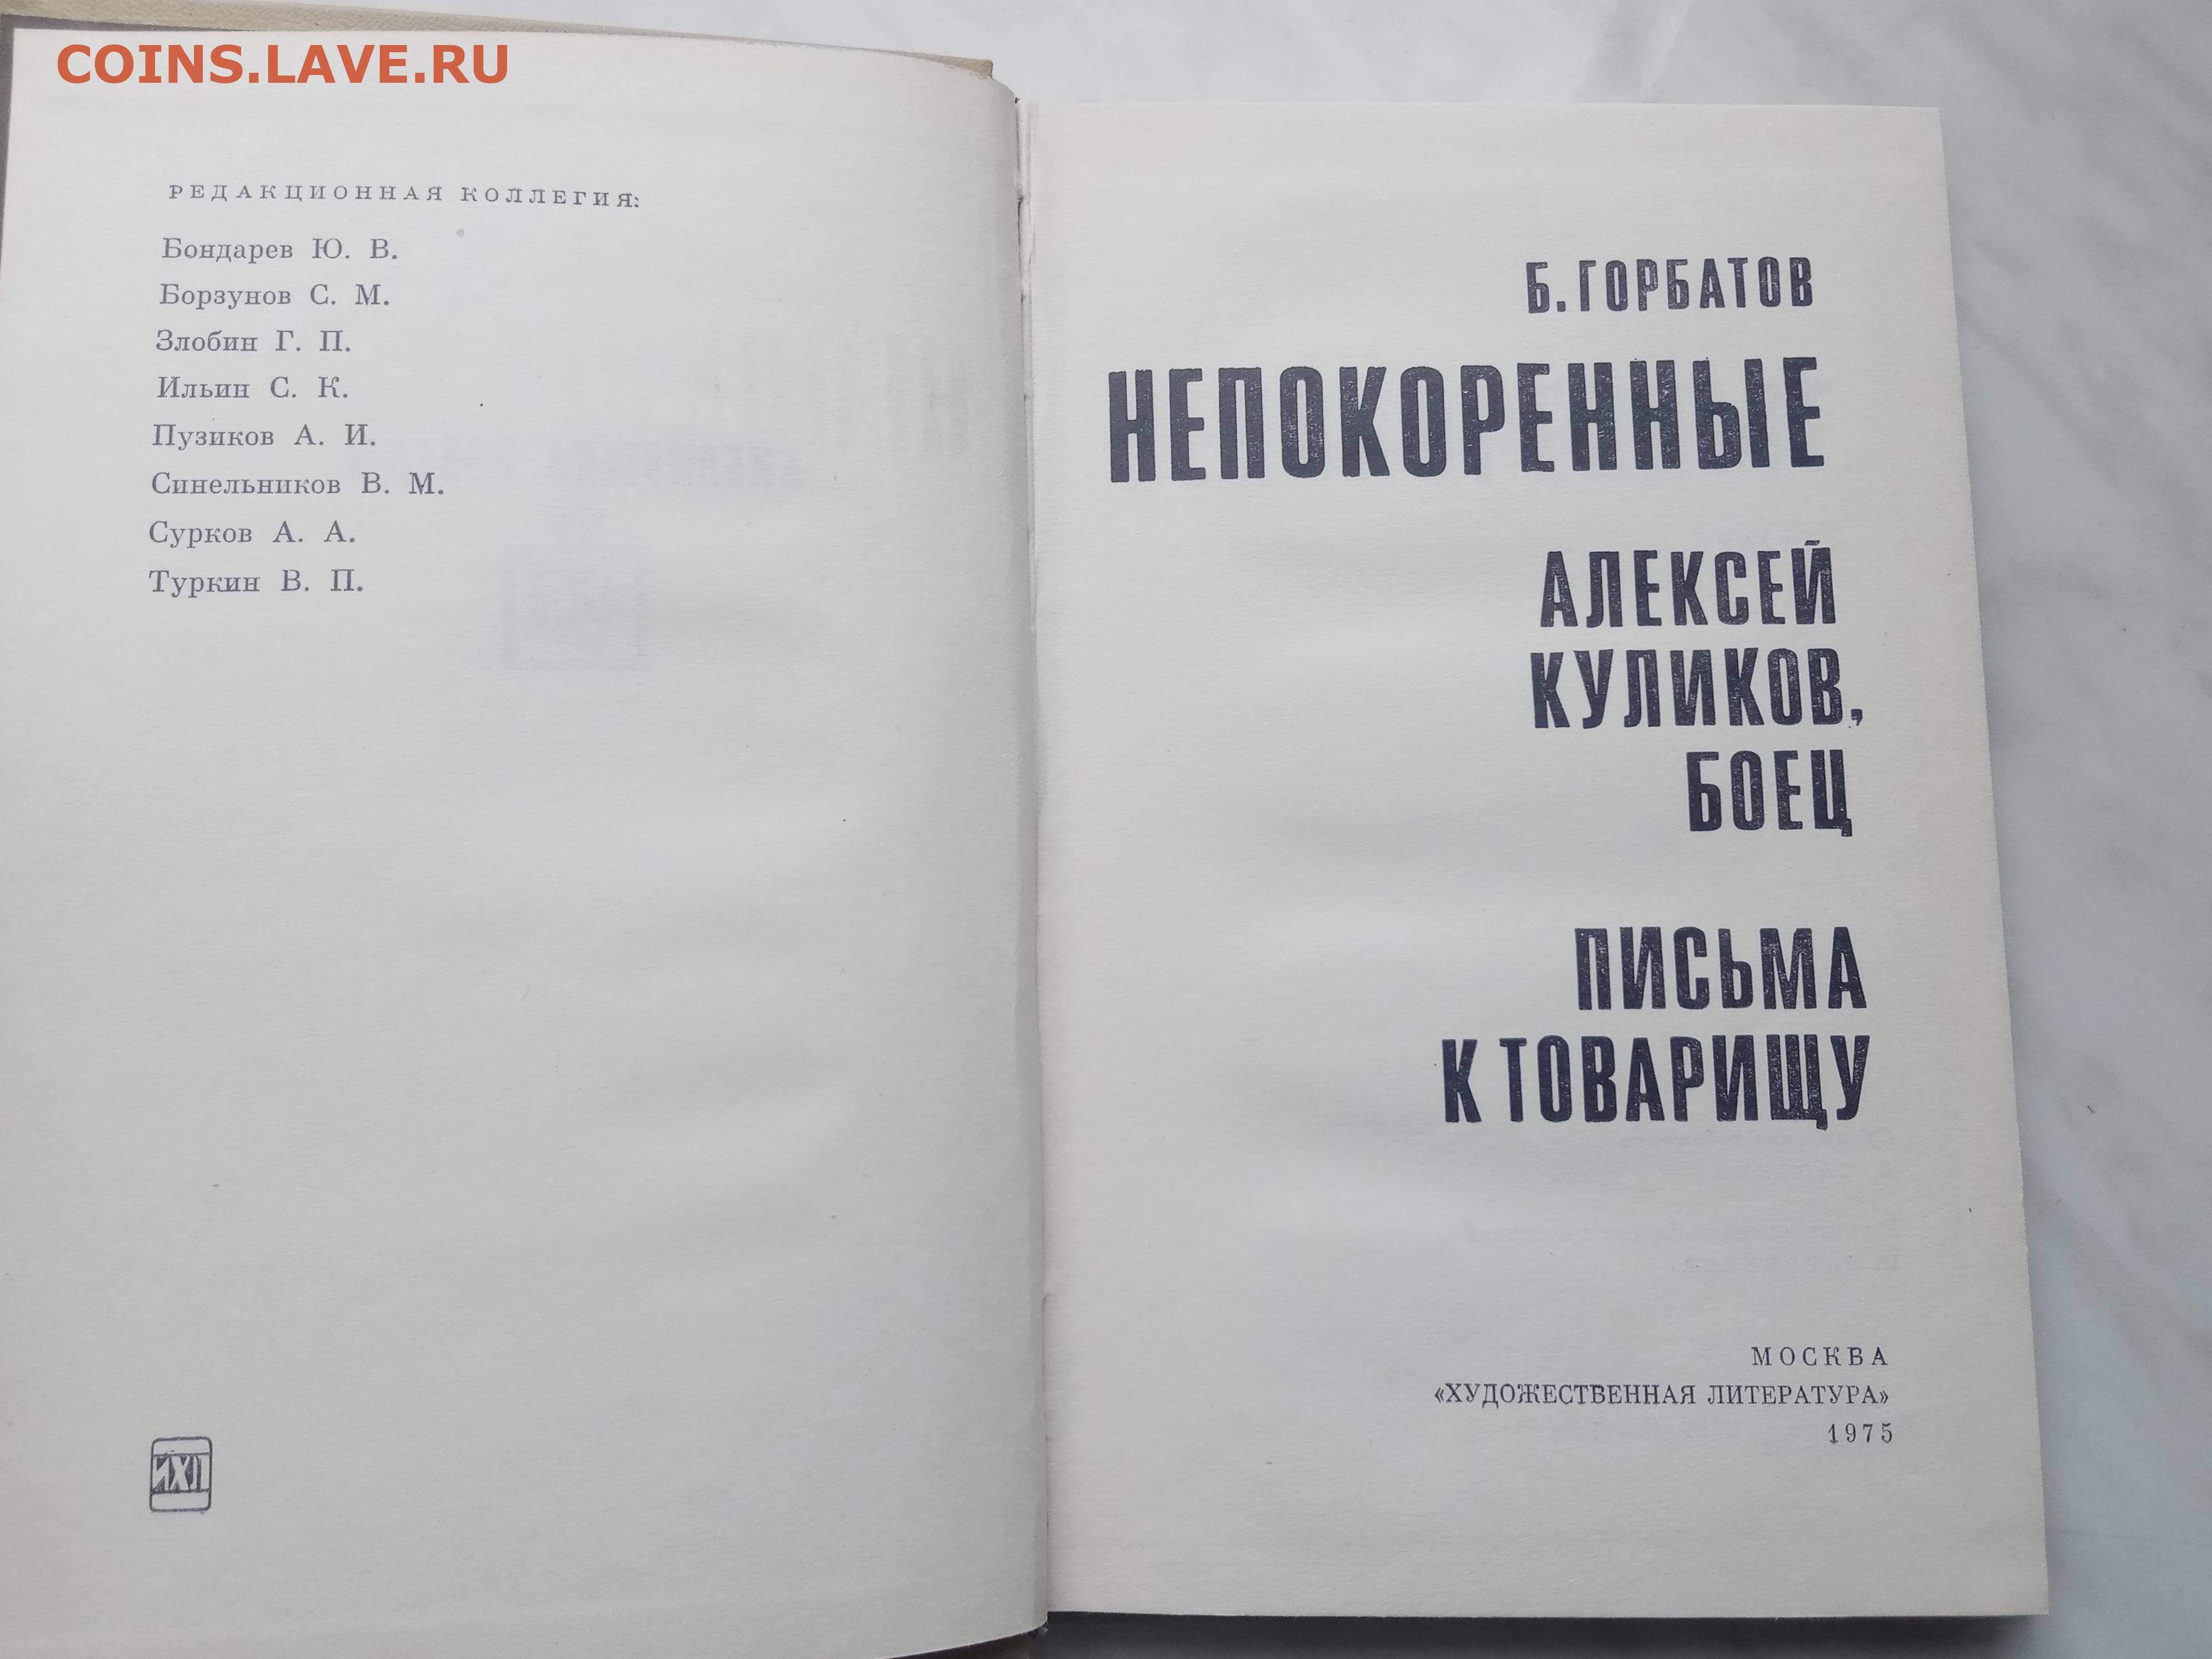 COINS.LAVE.RU
РЕДАКЦИОННАЯ КОЛЛЕГИЯ:
Бондарев Ю. В.
Борзунов С. М.
Злобин Г. П.
Ильин С. К.
Пузиков А. И.
Синельников В. М.
Сурков А. А.
Туркин В. П.
ИХЛ
Б. ГОРБАТОВ
НЕПОКОРЕННЫЕ
АЛЕКСЕЙ
КУЛИКОВ,
БОЕЦ
ПИСЬМА
К ТОВАРИЩУ
МОСКВА
«ХУДОЖЕСТВЕННАЯ ЛИТЕРАТУРА»
1975